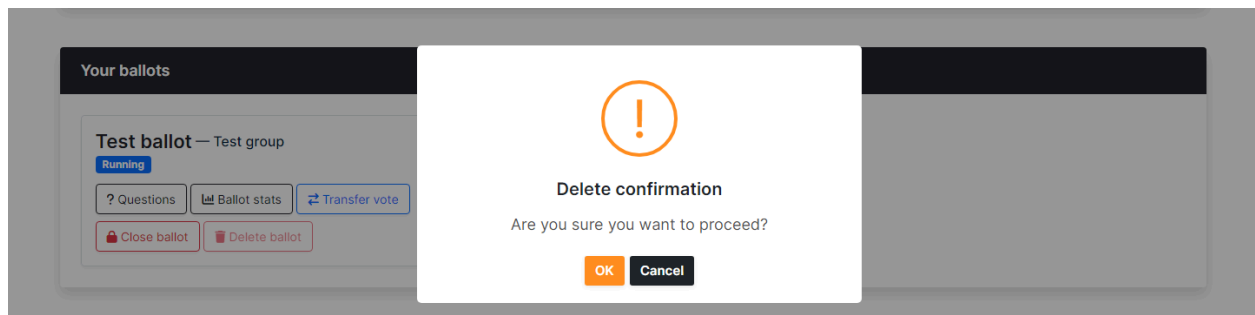 Your ballots
Test ballot — Test group
Running
? Questions
Ballot stats
Transfer vote
Close ballot
Delete ballot
!
Delete confirmation
Are you sure you want to proceed?
OK
Cancel